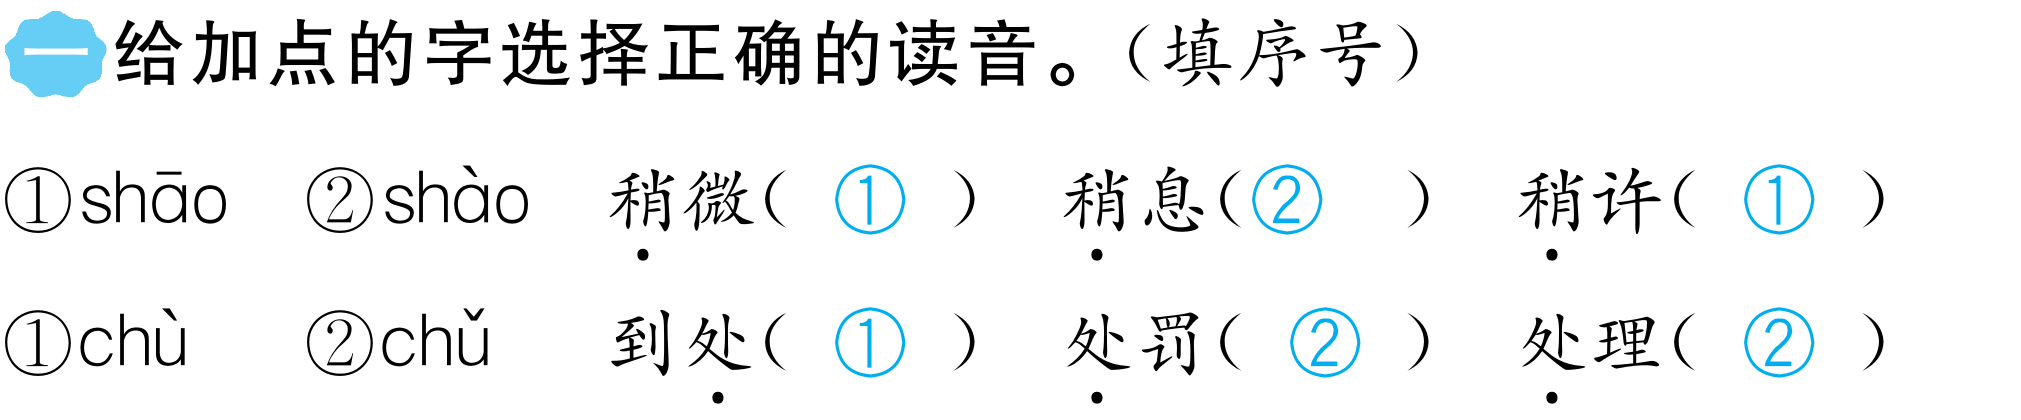 一 给加点的字选择正确的读音。（填序号）
①shāo ②shào 稍微( ① ) 稍息(② ) 稍许( ① )
①chù ②chǔ 到处( ① ) 处罚( ② ) 处理( ② )